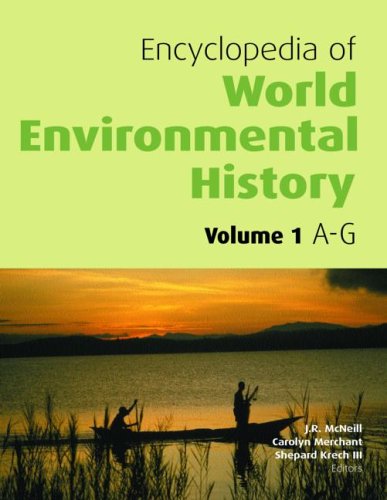 Encyclopedia of
World
Environmental
History
Volume 1 A-G
J.R. McNeill
Carolyn Merchant
Shepard Krech III
Editors